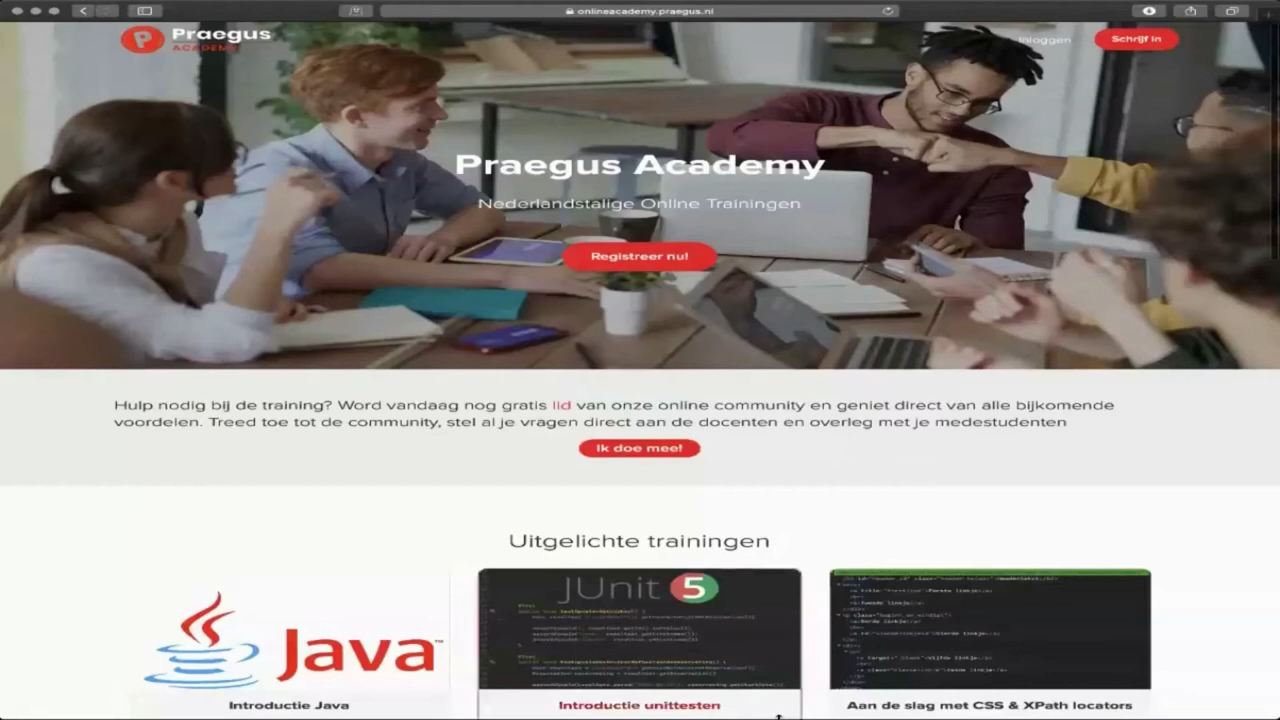 onlineacademy.praegus.nl
Praegus
ACADEMY
Inloggen
Schrijf in
Praegus Academy
Nederlandstalige Online Trainingen
Registreer nu!
Hulp nodig bij de training? Word vandaag nog gratis lid van onze online community en geniet direct van alle bijkomende
voordelen. Treed toe tot de community, stel al je vragen direct aan de docenten en overleg met je medestudenten
Ik doe mee!
Uitgelichte trainingen
Java
JUnit 5
Introductie Java
Introductie unittesten
Aan de slag met CSS & XPath locators